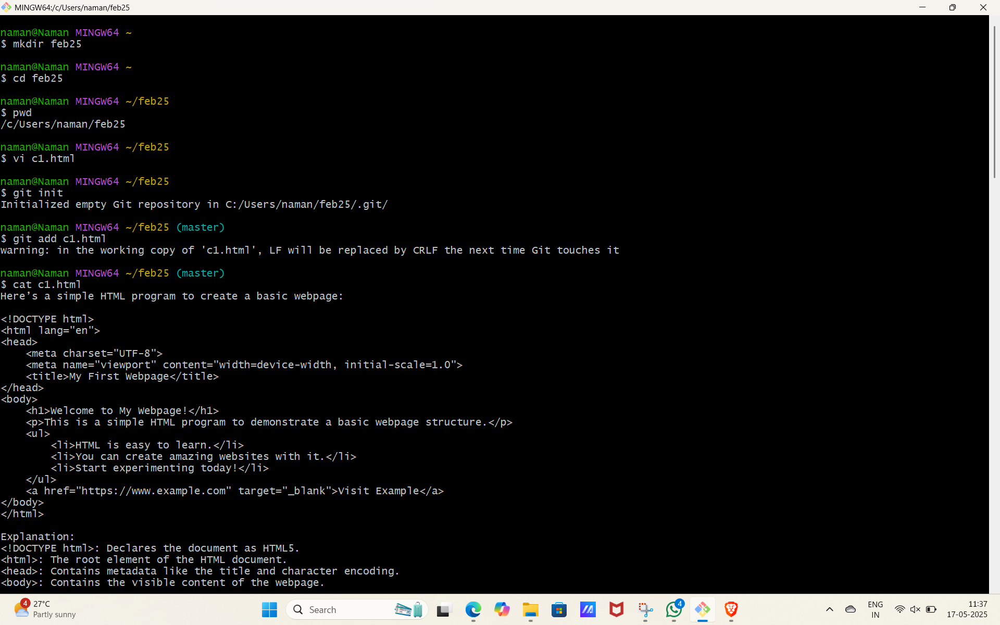 MINGW64:/c/Users/naman/feb25
naman@Naman MINGW64 ~
$ mkdir feb25
naman@Naman MINGW64 ~
$ cd feb25
naman@Naman MINGW64 ~/feb25
$ pwd
/c/Users/naman/feb25
naman@Naman MINGW64 ~/feb25
$ vi c1.html
naman@Naman MINGW64 ~/feb25
$ git init
Initialized empty Git repository in C:/Users/naman/feb25/.git/
naman@Naman MINGW64 ~/feb25 (master)
$ git add c1.html
warning: in the working copy of 'c1.html', LF will be replaced by CRLF the next time Git touches it
naman@Naman MINGW64 ~/feb25 (master)
$ cat c1.html
Here’s a simple HTML program to create a basic webpage:
<!DOCTYPE html>
<html lang="en">
<head>
    <meta charset="UTF-8">
    <meta name="viewport" content="width=device-width, initial-scale=1.0">
    <title>My First Webpage</title>
</head>
<body>
    <h1>Welcome to My Webpage!</h1>
    <p>This is a simple HTML program to demonstrate a basic webpage structure.</p>
    <ul>
        <li>HTML is easy to learn.</li>
        <li>You can create amazing websites with it.</li>
        <li>Start experimenting today!</li>
    </ul>
    <a href="https://www.example.com" target="_blank">Visit Example</a>
</body>
</html>
Explanation:
<!DOCTYPE html>: Declares the document as HTML5.
<html>: The root element of the HTML document.
<head>: Contains metadata like the title and character encoding.
<body>: Contains the visible content of the webpage.
4
27°C
Partly sunny
Search
4
ENG
IN
11:37
17-05-2025